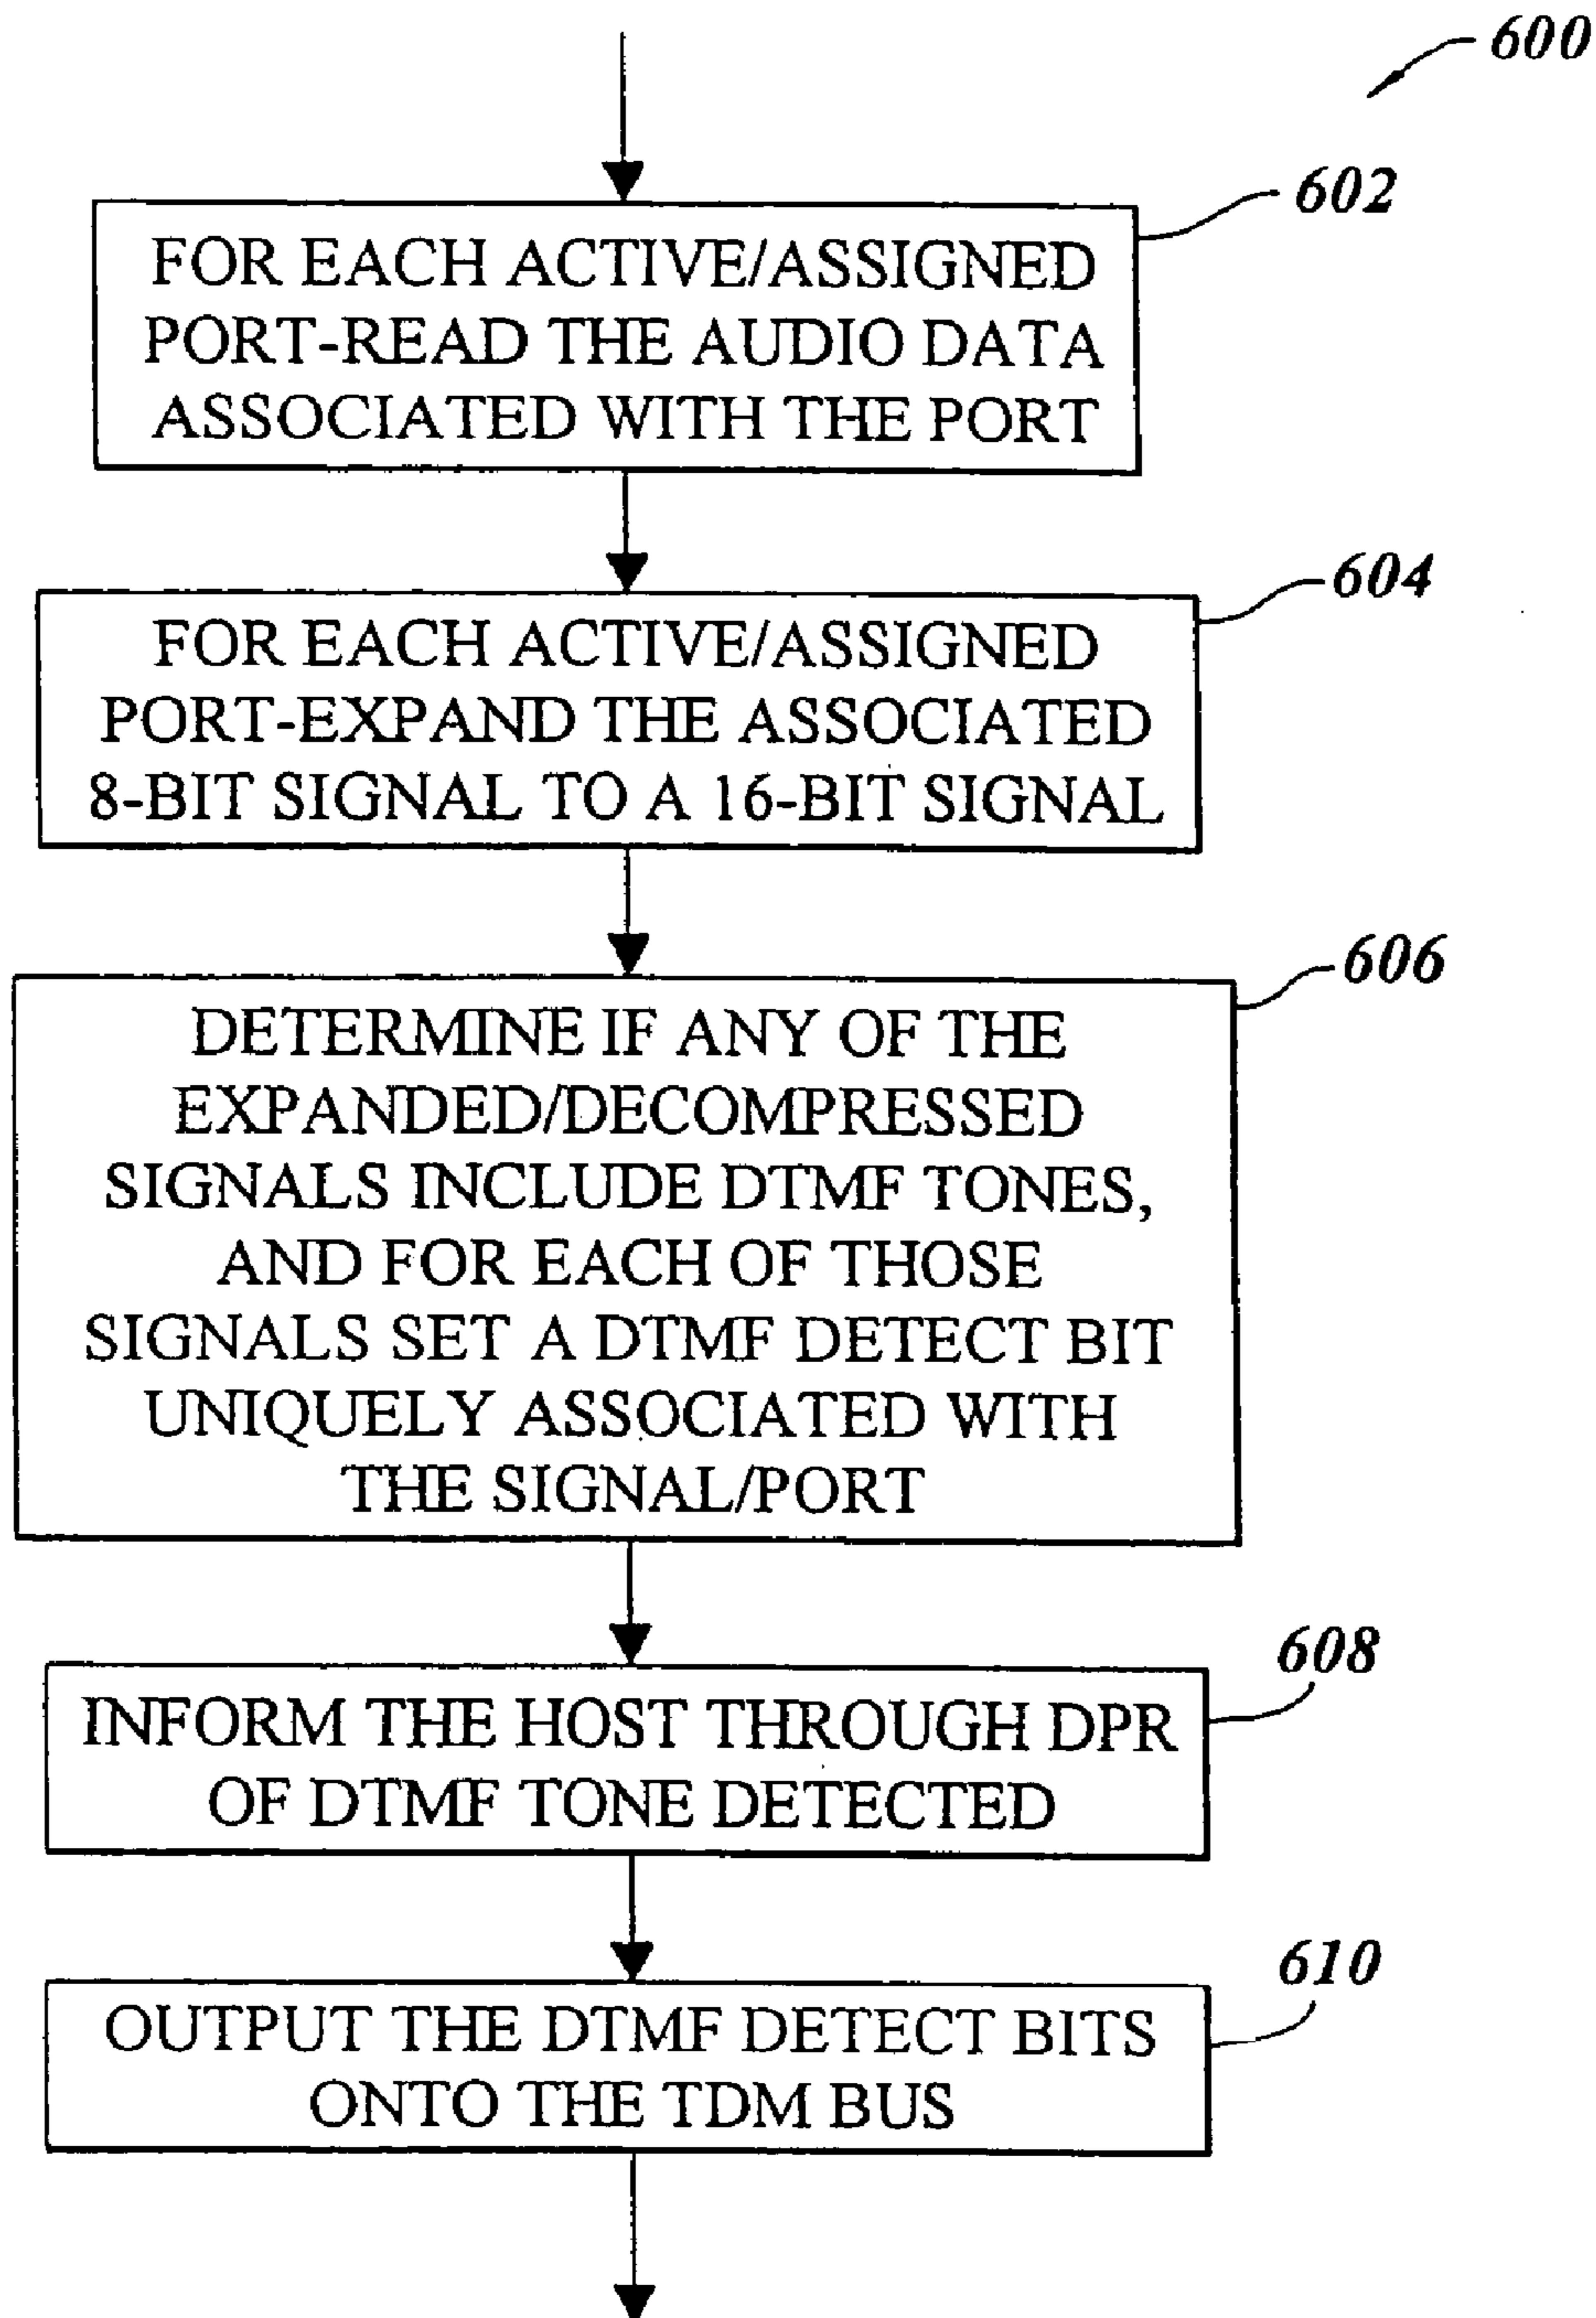 600
602
FOR EACH ACTIVE/ASSIGNED
PORT-READ THE AUDIO DATA
ASSOCIATED WITH THE PORT
604
FOR EACH ACTIVE/ASSIGNED
PORT-EXPAND THE ASSOCIATED
8-BIT SIGNAL TO A 16-BIT SIGNAL
606
DETERMINE IF ANY OF THE
EXPANDED/DECOMPRESSED
SIGNALS INCLUDE DTMF TONES,
AND FOR EACH OF THOSE
SIGNALS SET A DTMF DETECT BIT
UNIQUELY ASSOCIATED WITH
THE SIGNAL/PORT
608
INFORM THE HOST THROUGH DPR
OF DTMF TONE DETECTED
610
OUTPUT THE DTMF DETECT BITS
ONTO THE TDM BUS